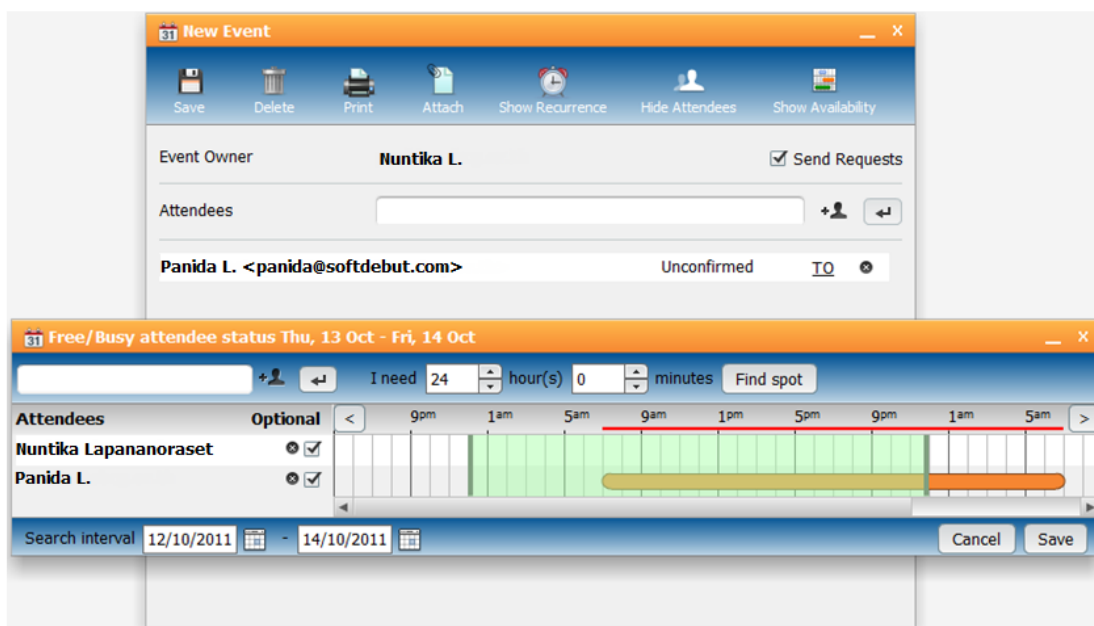 31 New Event
Save Delete Print Attach Show Recurrence Hide Attendees Show Availability
Event Owner Nuntika L. Send Requests
Attendees
Panida L. <panida@softdebut.com> Unconfirmed TO
31 Free/Busy attendee status Thu, 13 Oct - Fri, 14 Oct
I need 24 hour(s) 0 minutes Find spot
Attendees Optional < 9pm 1am 5am 9am 1pm 5pm 9pm 1am 5am >
Nuntika Lapananoraset
Panida L.
Search interval 12/10/2011 - 14/10/2011 Cancel Save